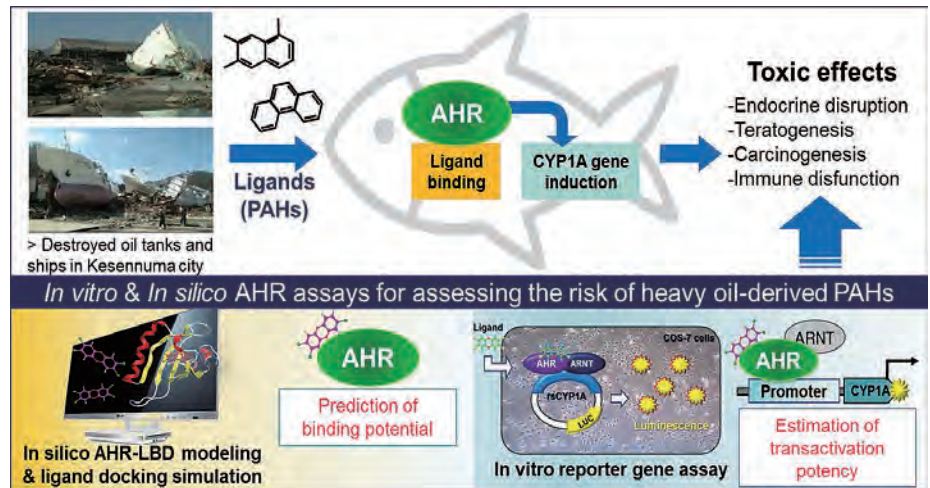 AHR
Ligand
binding
CYP1A gene
induction
Ligands
(PAHs)
> Destroyed oil tanks and
ships in Kesennuma city
Toxic effects
-Endocrine disruption
-Teratogenesis
-Carcinogenesis
-Immune disfunction
In vitro & In silico AHR assays for assessing the risk of heavy oil-derived PAHs
AHR
Prediction of
binding potential
In silico AHR-LBD modeling
& ligand docking simulation
Ligand
COS-7 cells
AHR
ARNT
rsCYP1A
LUC
Luminescence
In vitro reporter gene assay
ARNT
AHR
Promoter
CYP1A
Estimation of
transactivation
potency